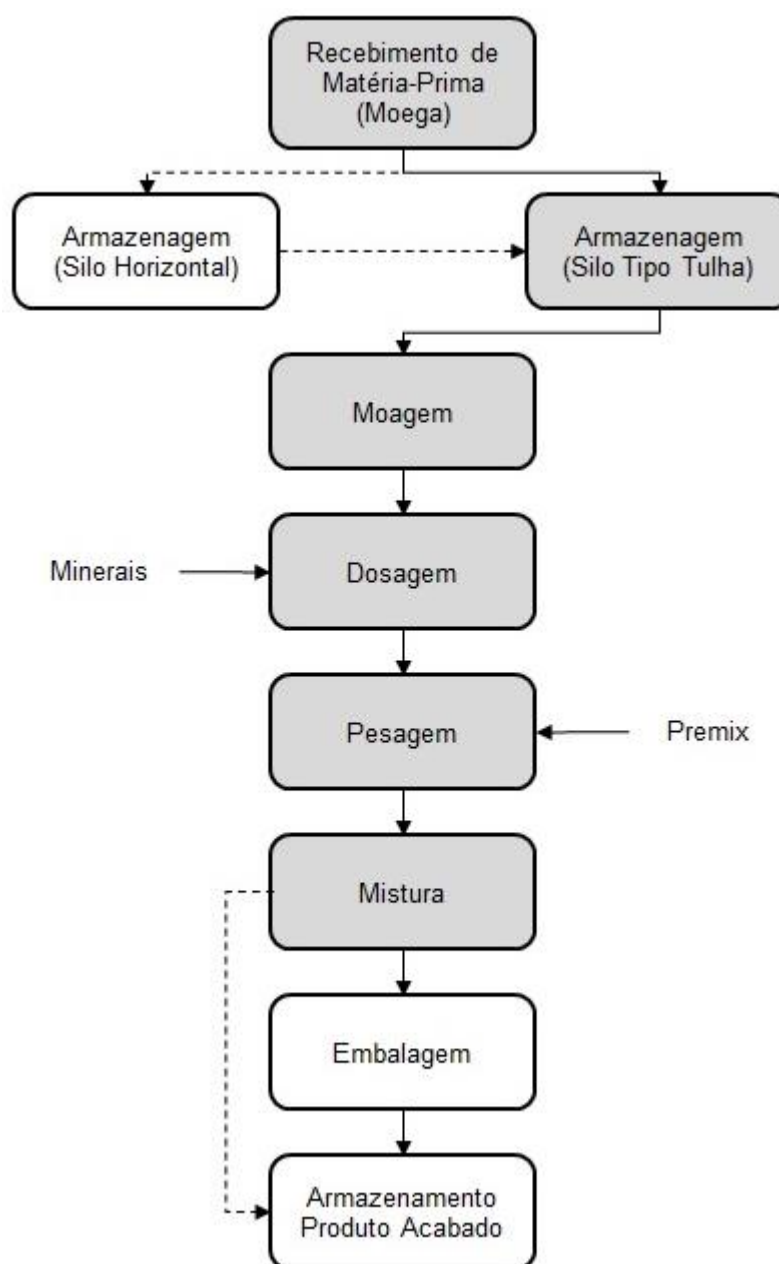 Recebimento de
Matéria-Prima
(Moega)
Armazenagem
(Silo Horizontal)
Armazenagem
(Silo Tipo Tulha)
Moagem
Minerais
Dosagem
Pesagem
Premix
Mistura
Embalagem
Armazenamento
Produto Acabado